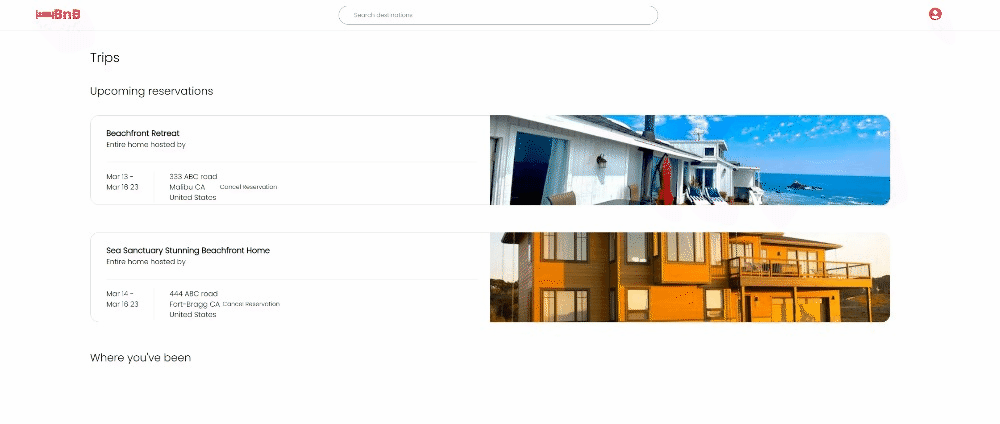 BnB
Search destinations
Trips
Upcoming reservations
Beachfront Retreat
Entire home hosted by
Mar 13 -
Mar 16 23
333 ABC road
Malibu CA
United States
Cancel Reservation
Sea Sanctuary Stunning Beachfront Home
Entire home hosted by
Mar 14 -
Mar 16 23
444 ABC road
Fort-Bragg CA
United States
Cancel Reservation
Where you've been